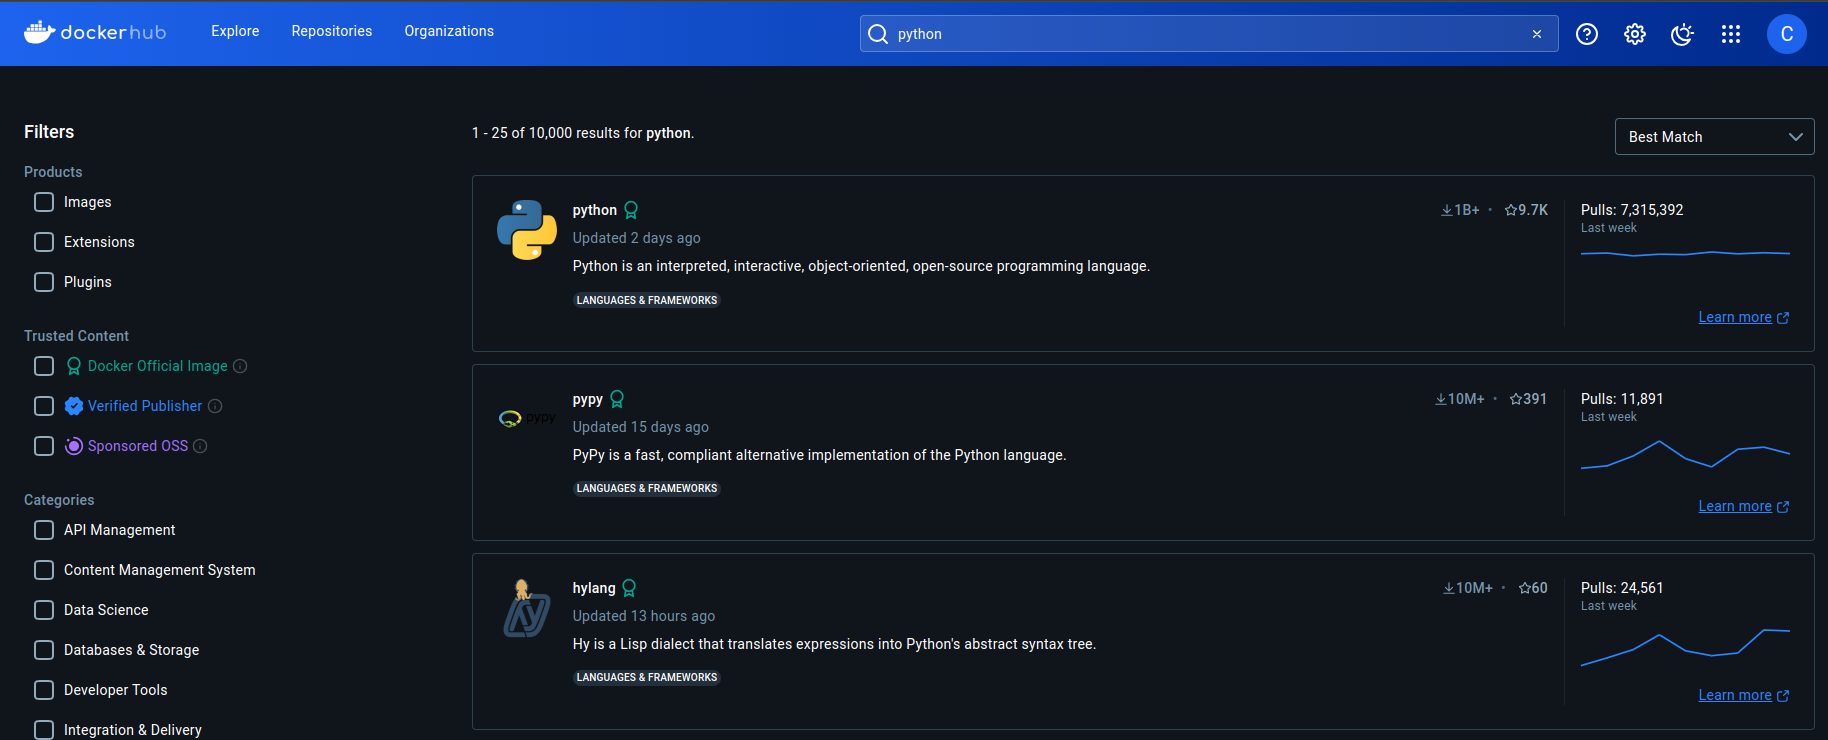 dockerhub
Explore
Repositories
Organizations
python
C
Filters
Products
Images
Extensions
Plugins
Trusted Content
Docker Official Image
Verified Publisher
Sponsored OSS
Categories
API Management
Content Management System
Data Science
Databases & Storage
Developer Tools
Integration & Delivery
1 - 25 of 10,000 results for python.
Best Match
python
1B+ • 9.7K
Updated 2 days ago
Python is an interpreted, interactive, object-oriented, open-source programming language.
LANGUAGES & FRAMEWORKS
Pulls: 7,315,392
Last week
Learn more
pypy
pypy
10M+ • 391
Updated 15 days ago
PyPy is a fast, compliant alternative implementation of the Python language.
LANGUAGES & FRAMEWORKS
Pulls: 11,891
Last week
Learn more
hy
hylang
10M+ • 60
Updated 13 hours ago
Hy is a Lisp dialect that translates expressions into Python's abstract syntax tree.
LANGUAGES & FRAMEWORKS
Pulls: 24,561
Last week
Learn more